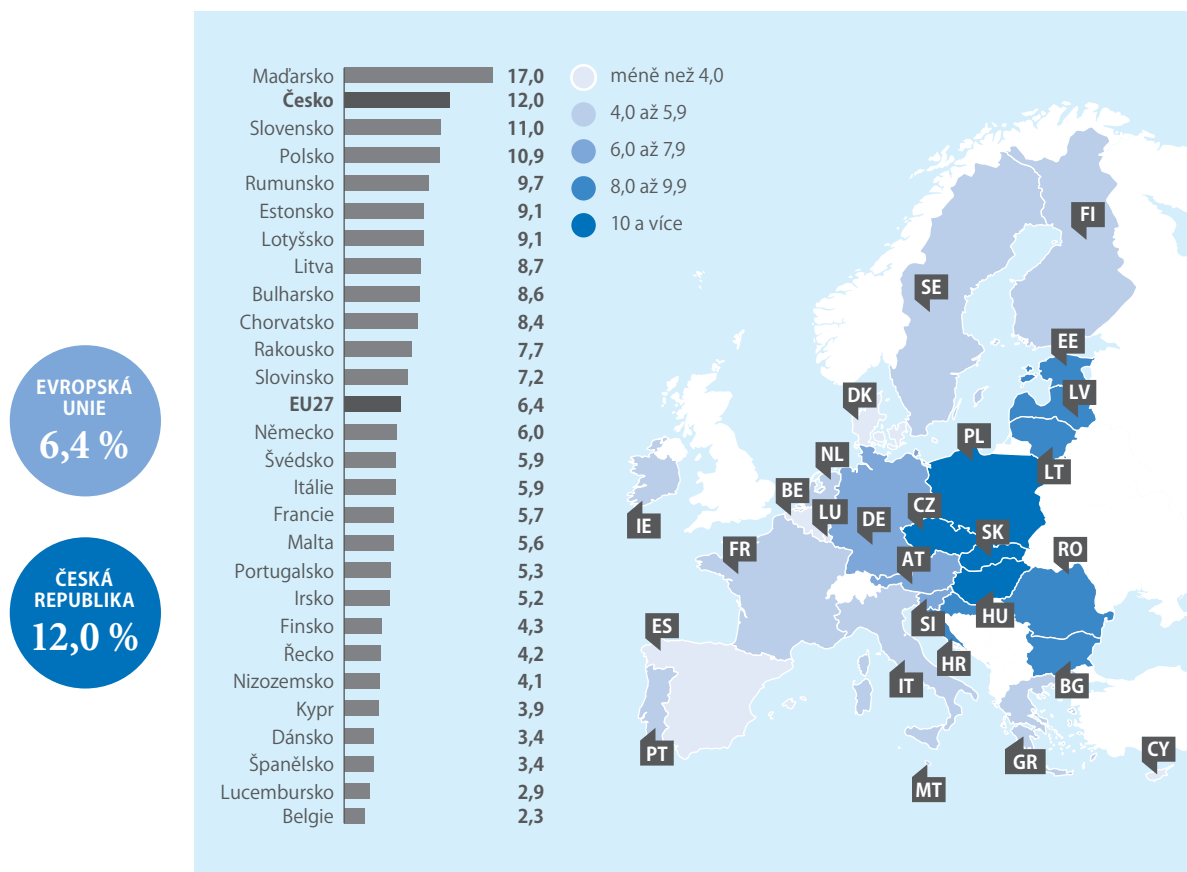 EVROPSKÁ
UNIE
6,4 %
ČESKÁ
REPUBLIKA
12,0 %
Maďarsko 17,0
Česko 12,0
Slovensko 11,0
Polsko 10,9
Rumunsko 9,7
Estonsko 9,1
Lotyšsko 9,1
Litva 8,7
Bulharsko 8,6
Chorvatsko 8,4
Rakousko 7,7
Slovinsko 7,2
EU27 6,4
Německo 6,0
Švédsko 5,9
Itálie 5,9
Francie 5,7
Malta 5,6
Portugalsko 5,3
Irsko 5,2
Finsko 4,3
Řecko 4,2
Nizozemsko 4,1
Kypr 3,9
Dánsko 3,4
Španělsko 3,4
Lucembursko 2,9
Belgie 2,3
méně než 4,0
4,0 až 5,9
6,0 až 7,9
8,0 až 9,9
10 a více
FI
SE
EE
LV
DK
PL
NL
LT
BE
LU
DE
CZ
IE
SK
FR
AT
RO
ES
SI
HU
HR
IT
BG
PT
GR
CY
MT